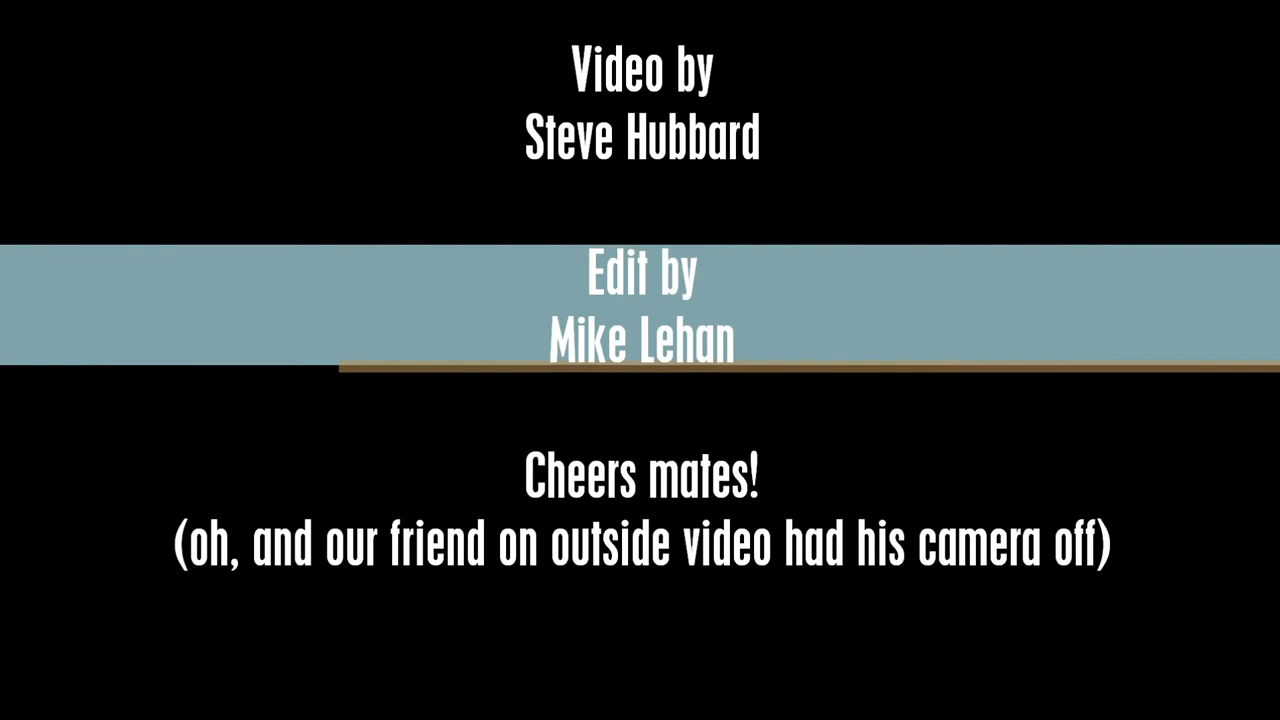 Video by
Steve Hubbard
Edit by
Mike Lehan
Cheers mates!
(oh, and our friend on outside video had his camera off)